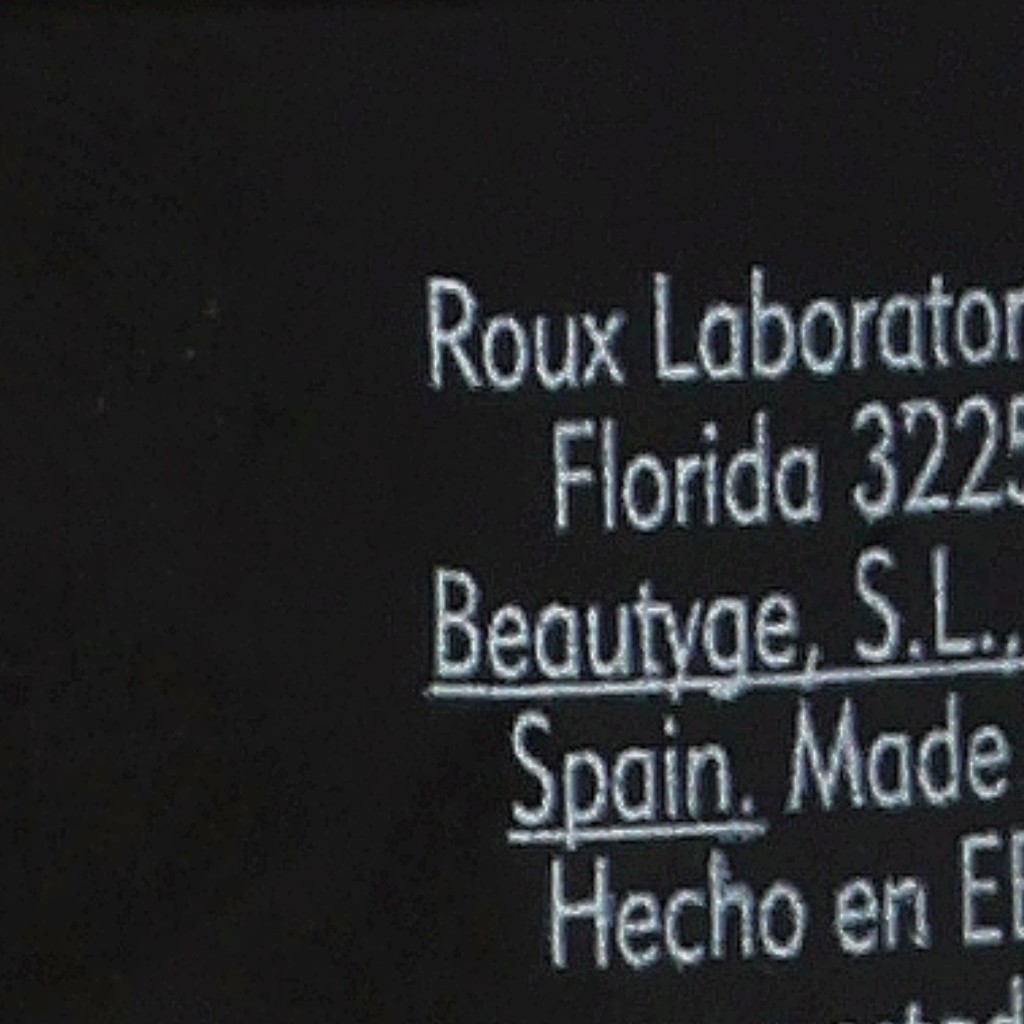 Roux Laborator
Florida 3225
Beautyge, S.L.,
Spain. Made
Hecho en